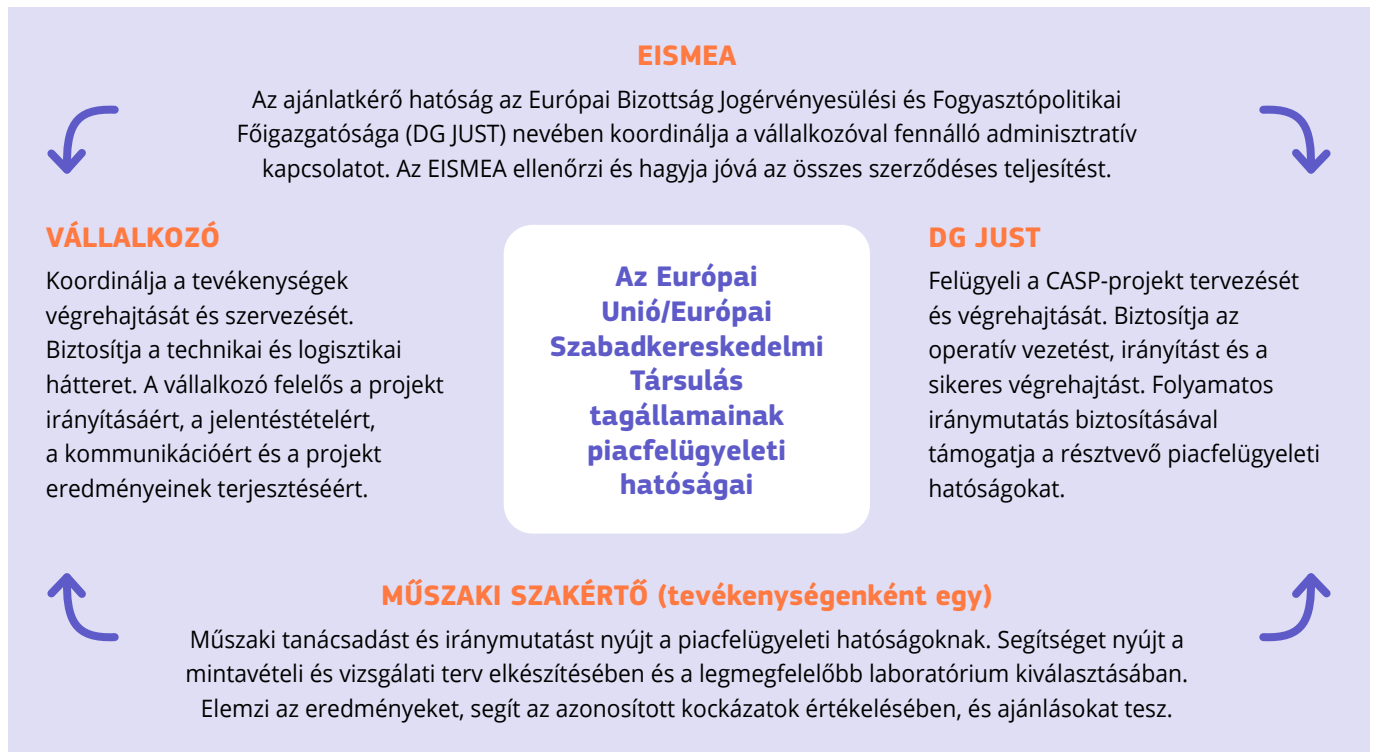 EISMEA
Az ajánlatkérő hatóság az Európai Bizottság Jogérvényesülési és Fogyasztópolitikai
Főigazgatósága (DG JUST) nevében koordinálja a vállalkozóval fennálló adminisztratív
kapcsolatot. Az EISMEA ellenőrzi és hagyja jóvá az összes szerződéses teljesítést.
VÁLLALKOZÓ
Koordinálja a tevékenységek
végrehajtását és szervezését.
Biztosítja a technikai és logisztikai
hátteret. A vállalkozó felelős a projekt
irányításáért, a jelentéstételért,
a kommunikációért és a projekt
eredményeinek terjesztéséért.
Az Európai
Unió/Európai
Szabadkereskedelmi
Társulás
tagállamainak
piacfelügyeleti
hatóságai
DG JUST
Felügyeli a CASP-projekt tervezését
és végrehajtását. Biztosítja az
operatív vezetést, irányítást és a
sikeres végrehajtást. Folyamatos
iránymutatás biztosításával
támogatja a résztvevő piacfelügyeleti
hatóságokat.
MŰSZAKI SZAKÉRTŐ (tevékenységenként egy)
Műszaki tanácsadást és iránymutatást nyújt a piacfelügyeleti hatóságoknak. Segítséget nyújt a
mintavételi és vizsgálati terv elkészítésében és a legmegfelelőbb laboratórium kiválasztásában.
Elemzi az eredményeket, segít az azonosított kockázatok értékelésében, és ajánlásokat tesz.